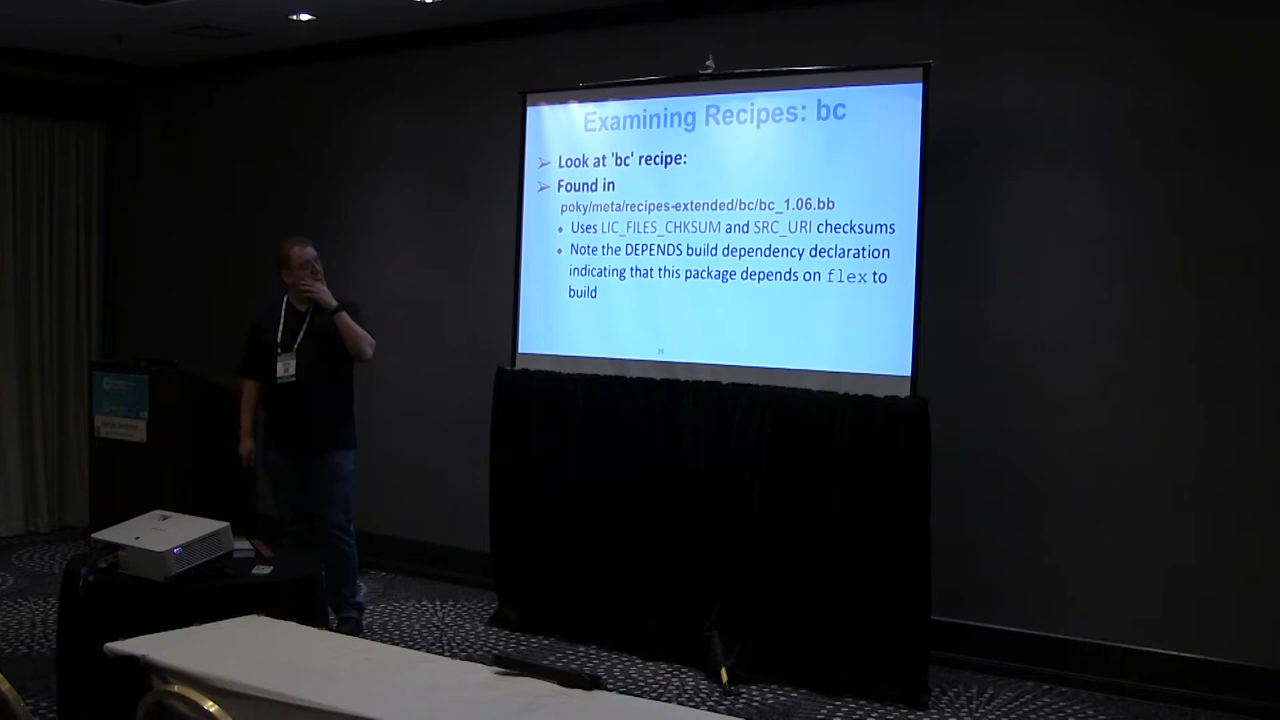 Examining Recipes: bc
Look at 'bc' recipe:
Found in
poky/meta/recipes-extended/bc/bc_1.06.bb
Uses LIC_FILES_CHKSUM and SRC_URI checksums
Note the DEPENDS build dependency declaration
indicating that this package depends on flex to
build